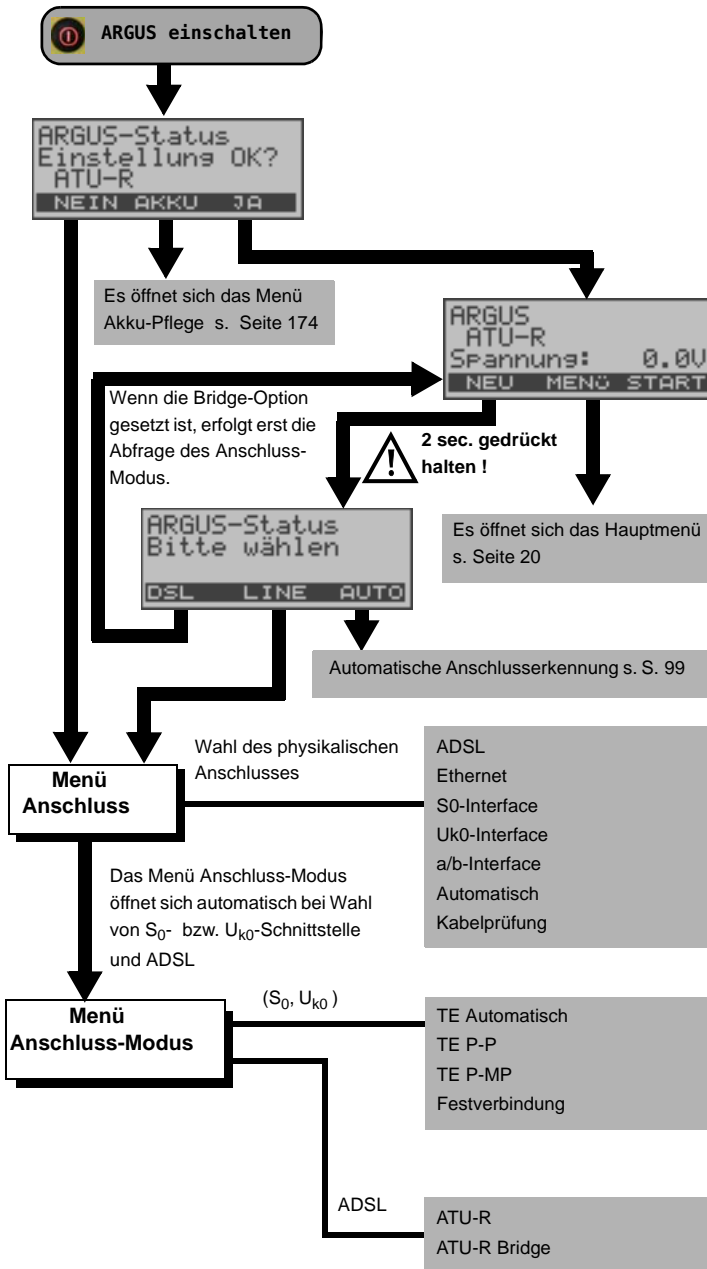 ARGUS einschalten
ARGUS-Status
Einstellung OK?
ATU-R
NEIN AKKU JA
Es öffnet sich das Menü
Akku-Pflege s. Seite 174
ARGUS
ATU-R
Spannung: 0.0V
NEU MENÜ START
Wenn die Bridge-Option
gesetzt ist, erfolgt erst die
Abfrage des Anschluss-
Modus.
2 sec. gedrückt
halten !
ARGUS-Status
Bitte wählen
DSL LINE AUTO
Es öffnet sich das Hauptmenü
s. Seite 20
Automatische Anschlusserkennung s. S. 99
Menü
Anschluss
Wahl des physikalischen
Anschlusses
ADSL
Ethernet
S0-Interface
Uk0-Interface
a/b-Interface
Automatisch
Kabelprüfung
Das Menü Anschluss-Modus
öffnet sich automatisch bei Wahl
von S0- bzw. Uk0-Schnittstelle
und ADSL
Menü
Anschluss-Modus
(S0, Uk0 )
TE Automatisch
TE P-P
TE P-MP
Festverbindung
ADSL
ATU-R
ATU-R Bridge